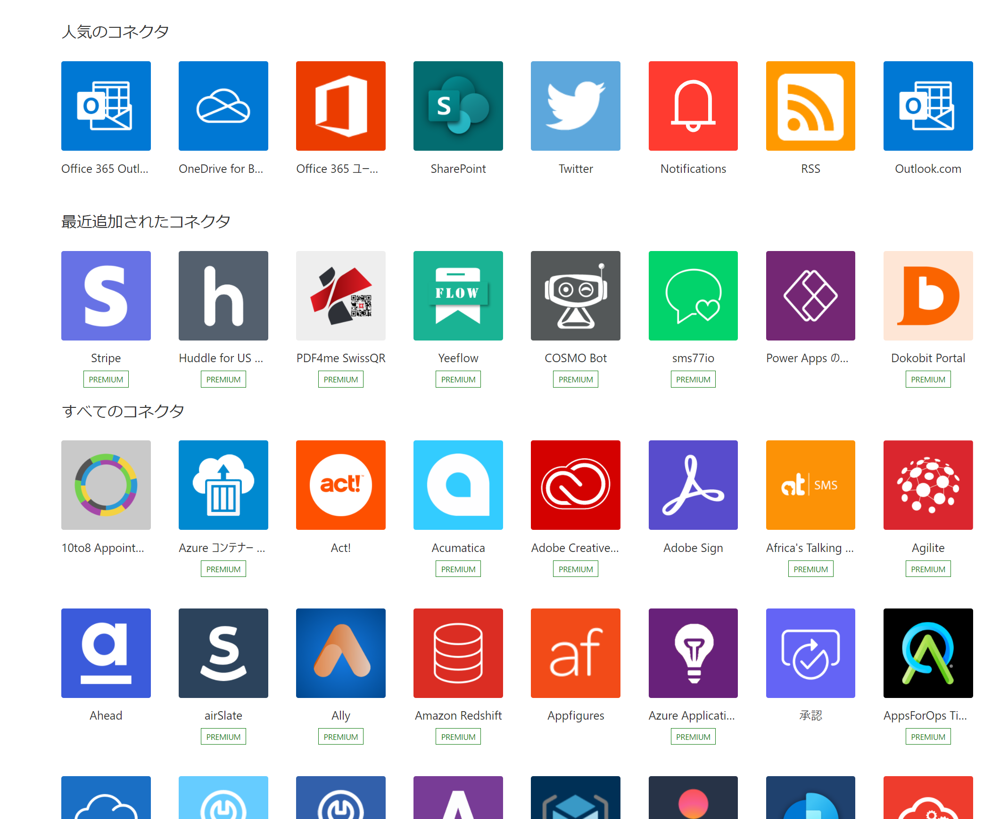 人気のコネクタ
Office 365 Outl...
OneDrive for B...
Office 365 ユー...
SharePoint
Twitter
Notifications
RSS
Outlook.com
最近追加されたコネクタ
FLOW
Stripe
Huddle for US ...
PDF4me SwissQR
Yeeflow
COSMO Bot
sms77io
Power Apps の...
Dokobit Portal
PREMIUM
PREMIUM
PREMIUM
PREMIUM
PREMIUM
PREMIUM
PREMIUM
すべてのコネクタ
act!
at SMS
10to8 Appoint...
Azure コンテナー ...
Act!
Acumatica
Adobe Creative...
Adobe Sign
Africa's Talking ...
Agilite
PREMIUM
PREMIUM
PREMIUM
PREMIUM
PREMIUM
a
s
af
Ahead
airSlate
Ally
Amazon Redshift
Appfigures
Azure Applicati...
承認
AppsForOps Ti...
PREMIUM
PREMIUM
PREMIUM
PREMIUM
PREMIUM